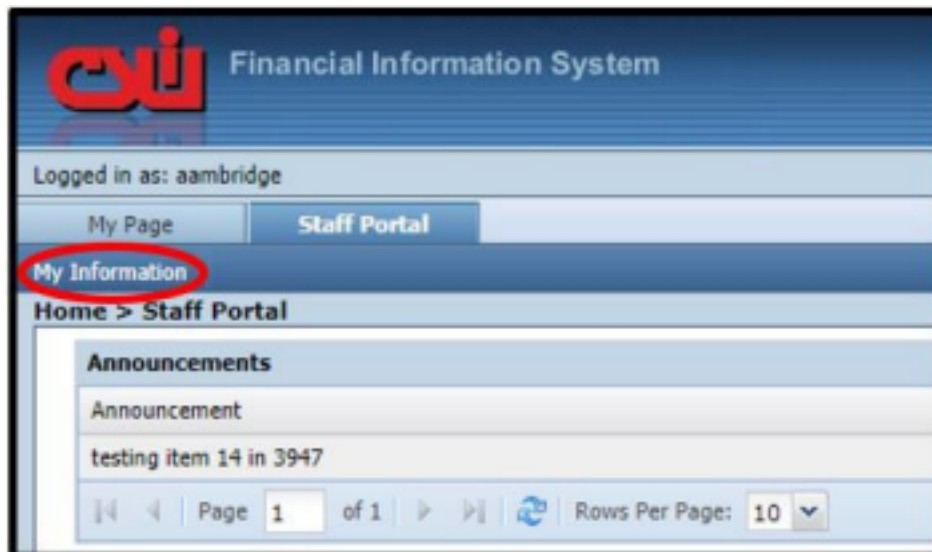 Financial Information System
Logged in as: aambridge
My Page Staff Portal
My Information
Home > Staff Portal
Announcements
Announcement
testing item 14 in 3947
Page 1 of 1 Rows Per Page: 10